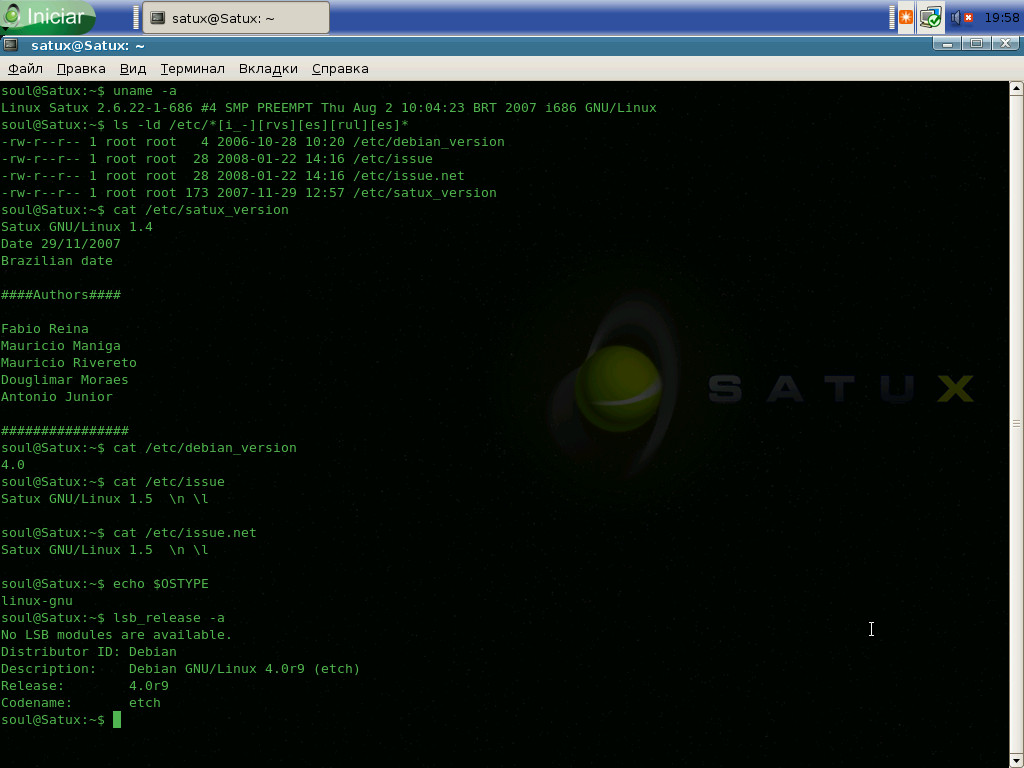 Iniciar
satux@Satux: ~
19:58
satux@Satux: ~
Файл Правка Вид Терминал Вкладки Справка
soul@Satux:~$ uname -a
Linux Satux 2.6.22-1-686 #4 SMP PREEMPT Thu Aug 2 10:04:23 BRT 2007 i686 GNU/Linux
soul@Satux:~$ ls -ld /etc/*[i_-][rvs][es][rul][es]*
-rw-r--r-- 1 root root   4 2006-10-28 10:20 /etc/debian_version
-rw-r--r-- 1 root root  28 2008-01-22 14:16 /etc/issue
-rw-r--r-- 1 root root  28 2008-01-22 14:16 /etc/issue.net
-rw-r--r-- 1 root root 173 2007-11-29 12:57 /etc/satux_version
soul@Satux:~$ cat /etc/satux_version
Satux GNU/Linux 1.4
Date 29/11/2007
Brazilian date
####Authors####
Fabio Reina
Mauricio Maniga
Mauricio Rivereto
Douglimar Moraes
Antonio Junior
SATUX
################
soul@Satux:~$ cat /etc/debian_version
4.0
soul@Satux:~$ cat /etc/issue
Satux GNU/Linux 1.5  \n \l
soul@Satux:~$ cat /etc/issue.net
Satux GNU/Linux 1.5  \n \l
soul@Satux:~$ echo $OSTYPE
linux-gnu
soul@Satux:~$ lsb_release -a
No LSB modules are available.
Distributor ID: Debian
Description:    Debian GNU/Linux 4.0r9 (etch)
Release:        4.0r9
Codename:       etch
soul@Satux:~$